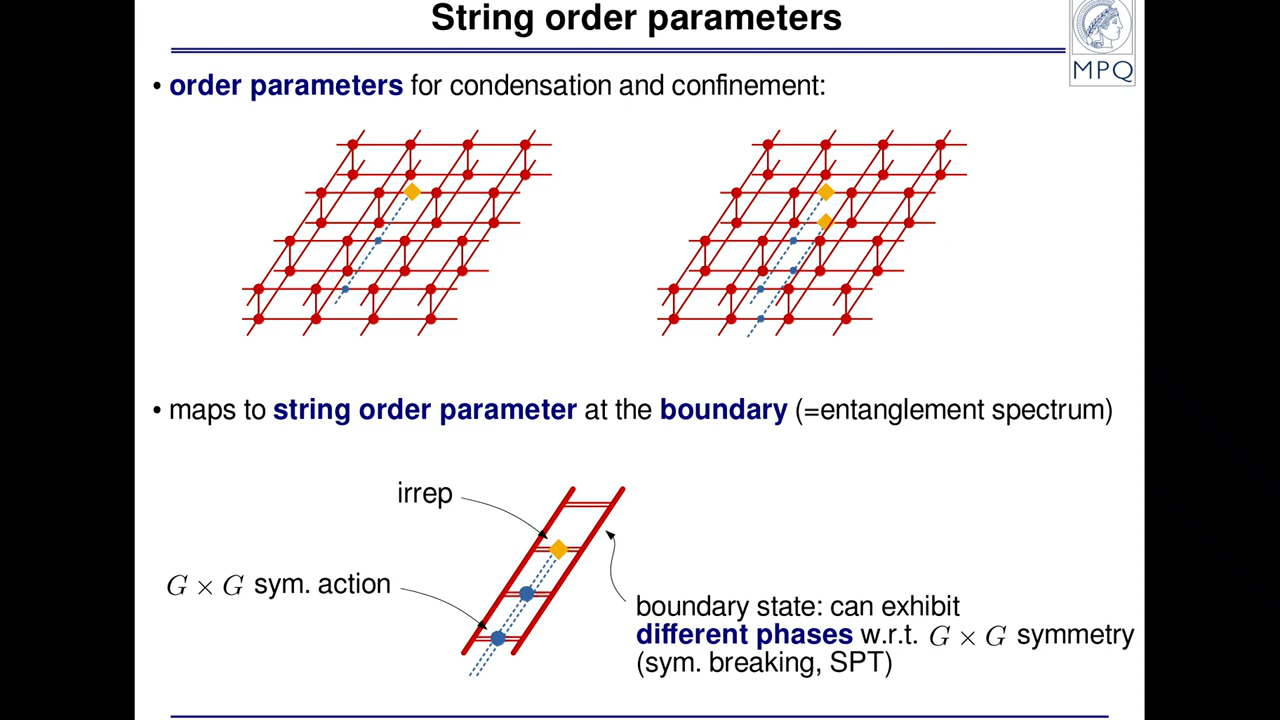 String order parameters
MPQ
• order parameters for condensation and confinement:
• maps to string order parameter at the boundary (=entanglement spectrum)
irrep
G × G sym. action
boundary state: can exhibit
different phases w.r.t. G × G symmetry
(sym. breaking, SPT)